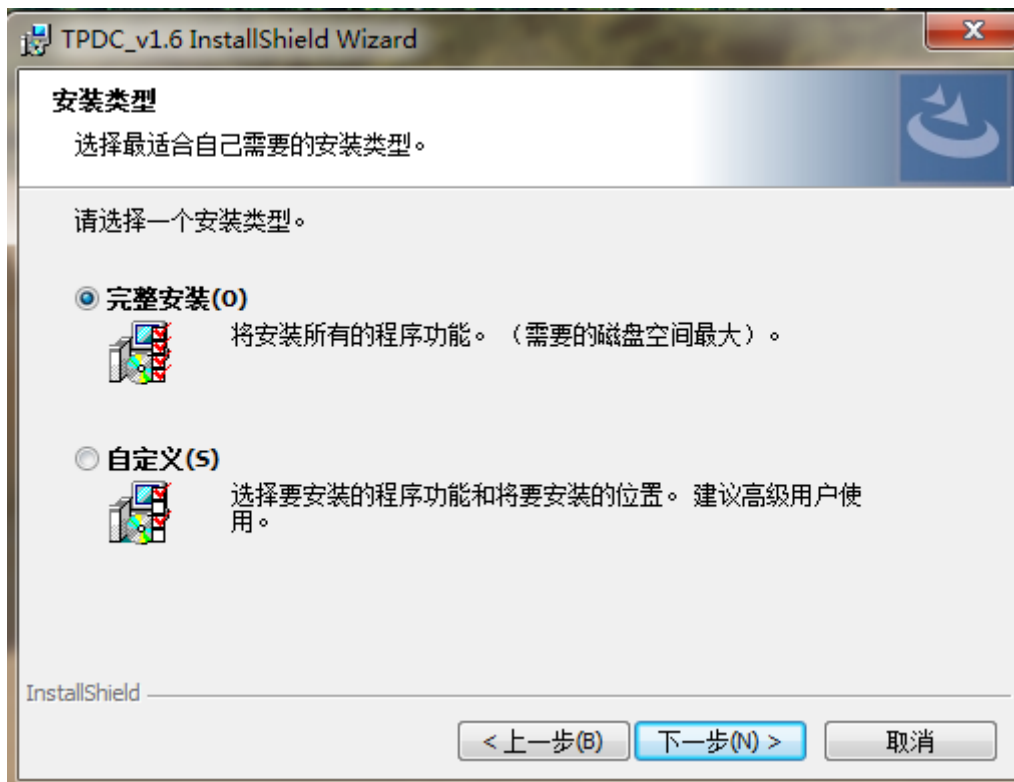 TPDC_v1.6 InstallShield Wizard
安装类型
选择最适合自己需要的安装类型。
请选择一个安装类型。
完整安装(O)
将安装所有的程序功能。（需要的磁盘空间最大）。
自定义(S)
选择要安装的程序功能和将要安装的位置。建议高级用户使
用。
InstallShield
< 上一步(B)
下一步(N) >
取消